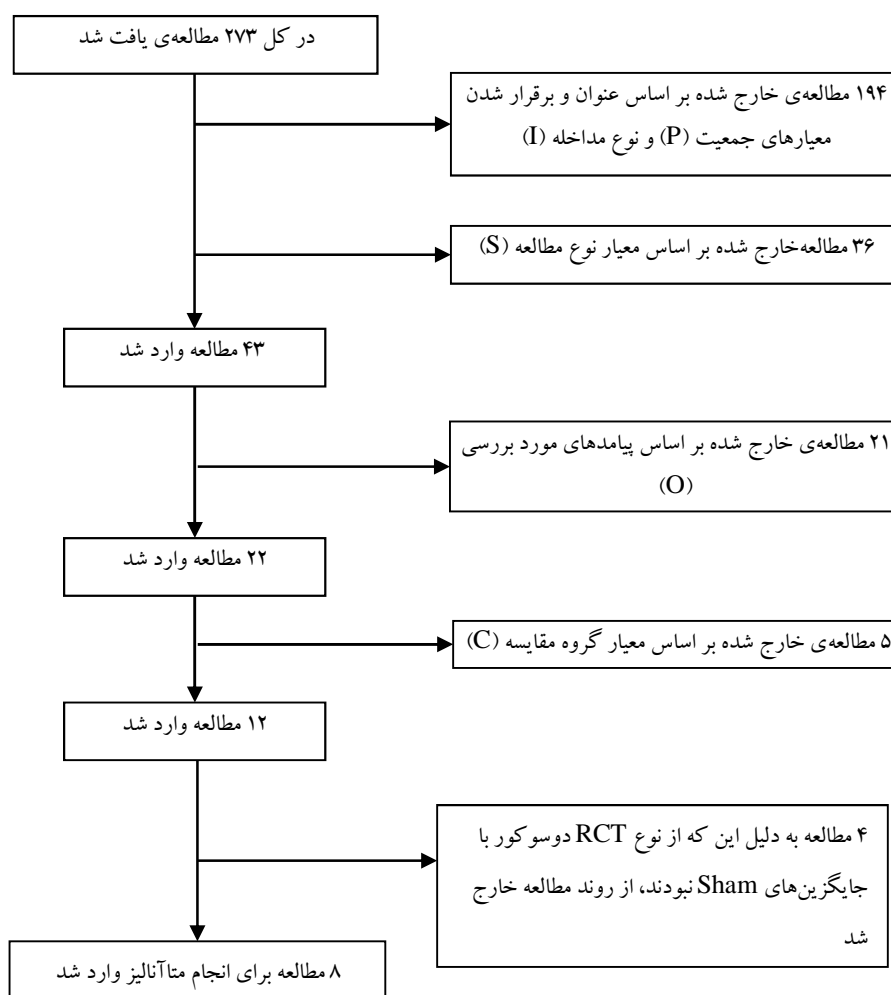 در کل ۲۷۳ مطالعه‌ی یافت شد
۱۹۴ مطالعه‌ی خارج شده بر اساس عنوان و برقرار شدن
معیارهای جمعیت (P) و نوع مداخله (I)
۳۶ مطالعه‌خارج شده بر اساس معیار نوع مطالعه (S)
۴۳ مطالعه وارد شد
۲۱ مطالعه‌ی خارج شده بر اساس پیامدهای مورد بررسی
(O)
۲۲ مطالعه وارد شد
۵ مطالعه‌ی خارج شده بر اساس معیار گروه مقایسه (C)
۱۲ مطالعه وارد شد
۴ مطالعه به دلیل این که از نوع RCT دوسوکور با
جایگزین‌های Sham نبودند، از روند مطالعه خارج
شد
۸ مطالعه برای انجام متاآنالیز وارد شد